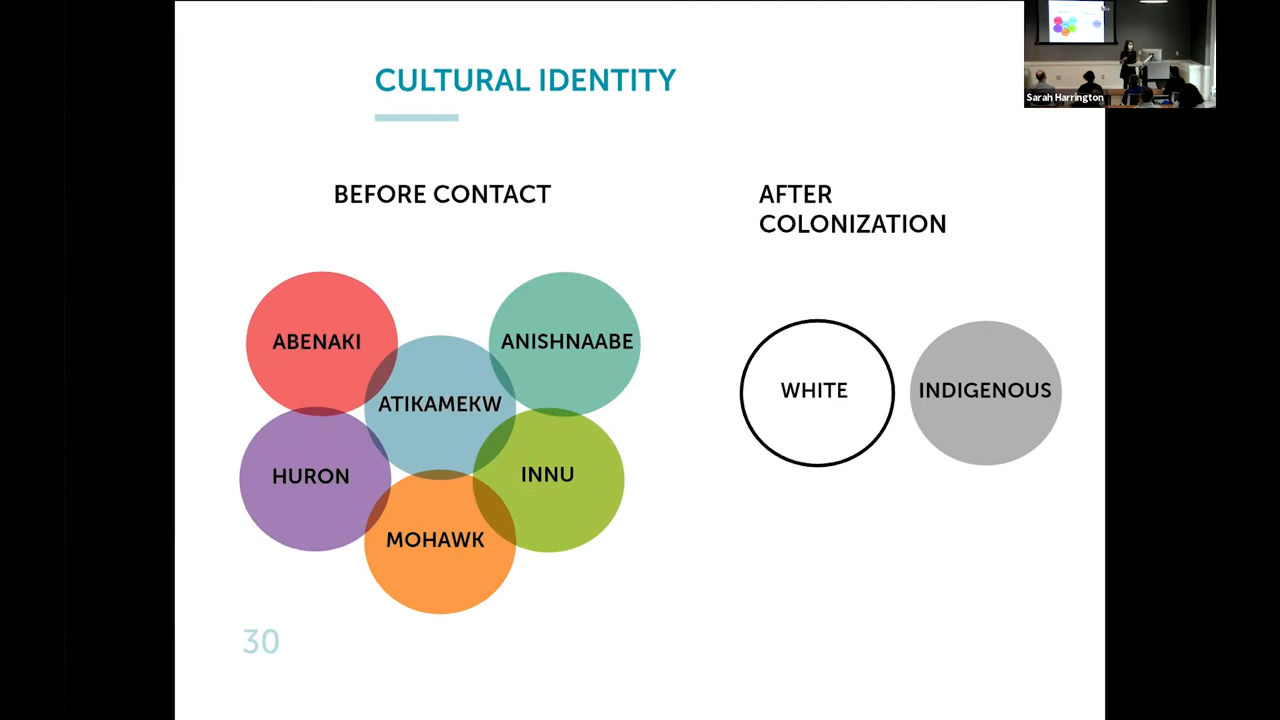 CULTURAL IDENTITY
BEFORE CONTACT
AFTER
COLONIZATION
ABENAKI
ANISHNAABE
ATIKAMEKW
HURON
INNU
MOHAWK
WHITE
INDIGENOUS
30
Sarah Harrington